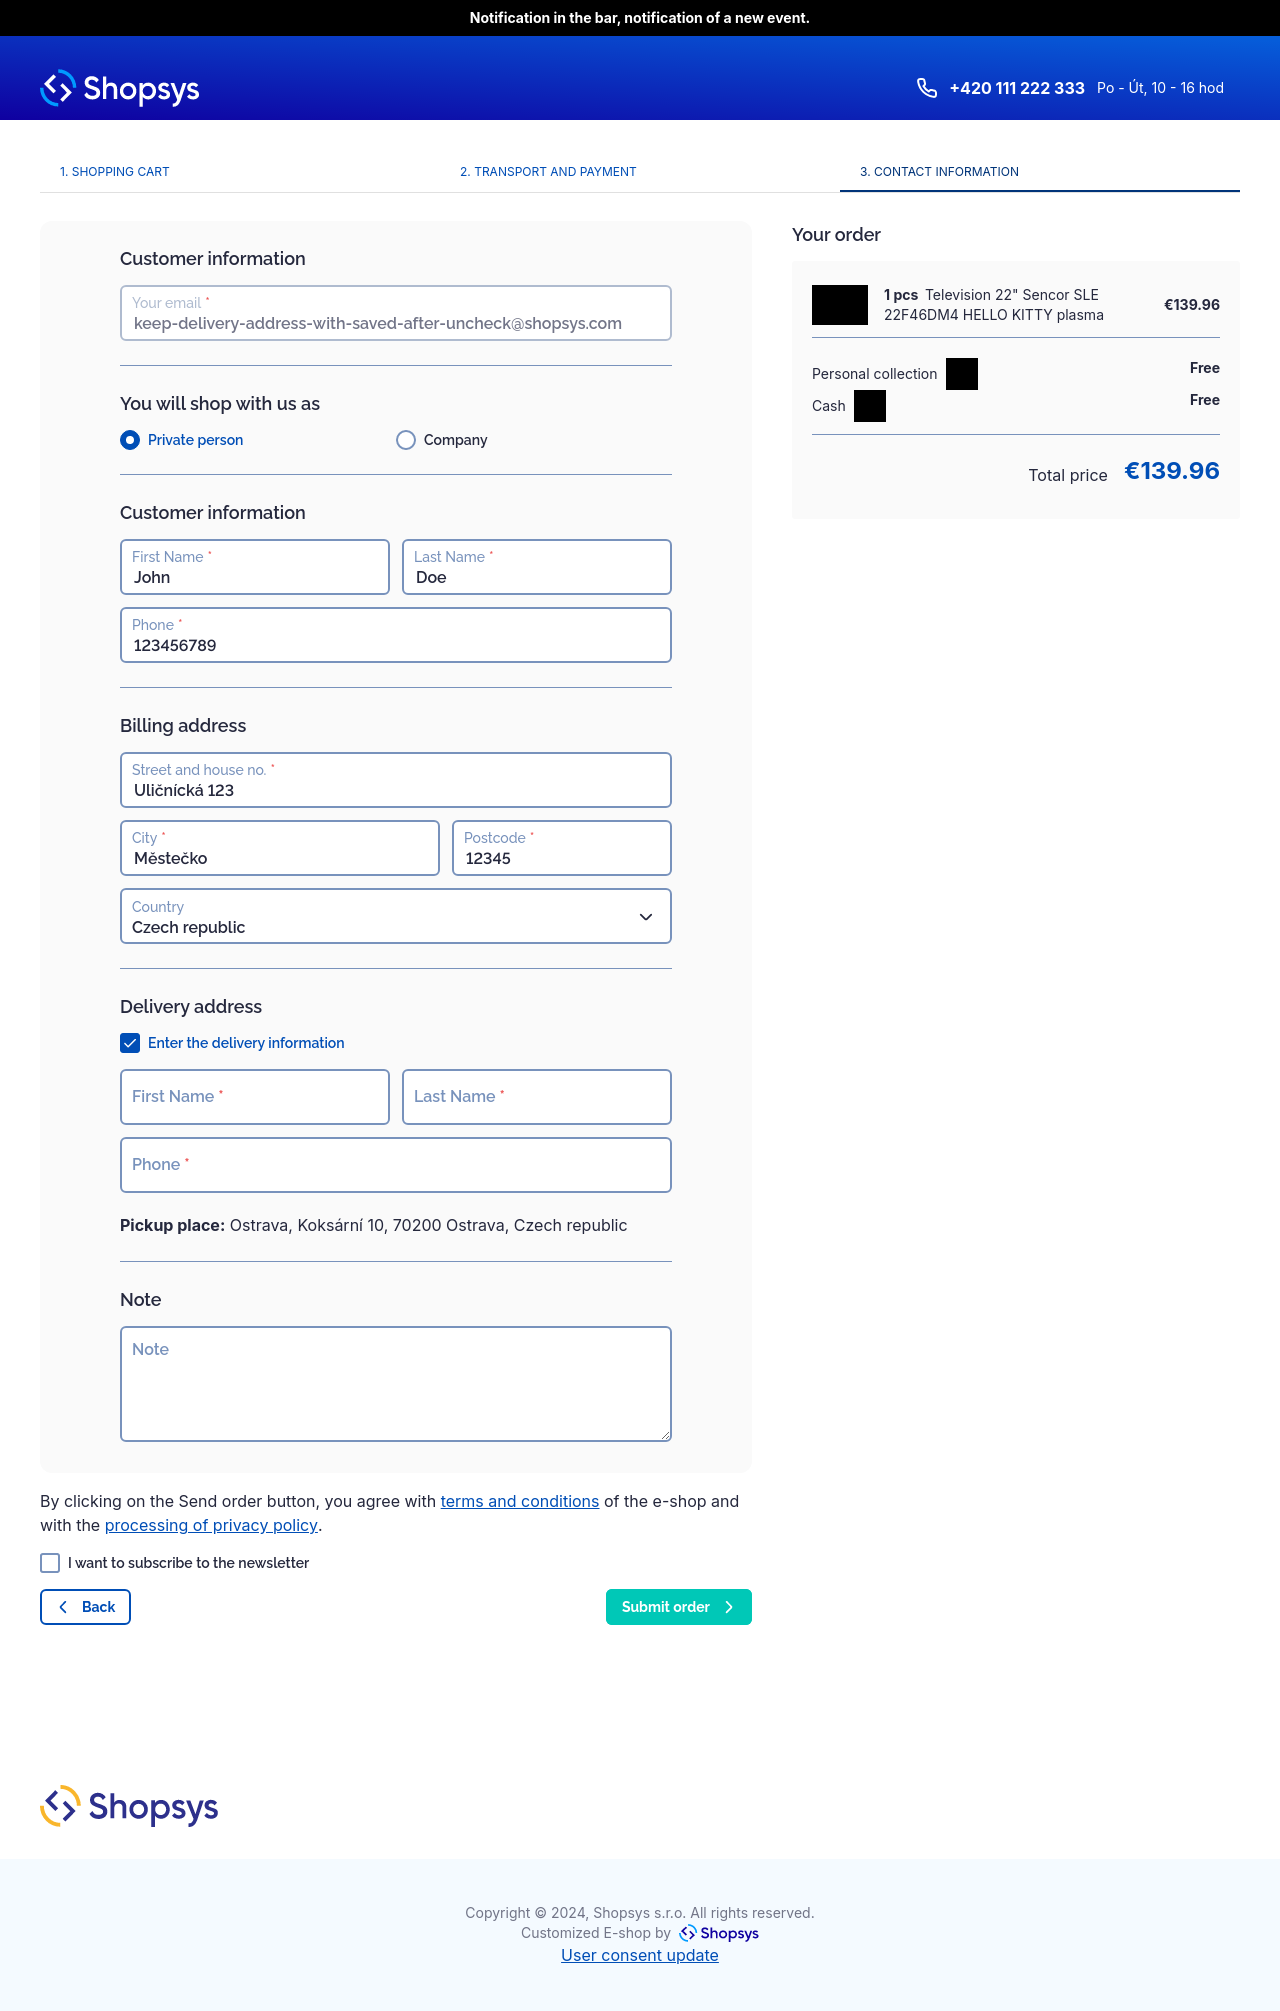 Notification in the bar, notification of a new event.
Shopsys
+420 111 222 333 Po - Út, 10 - 16 hod
1. SHOPPING CART
2. TRANSPORT AND PAYMENT
3. CONTACT INFORMATION
Customer information
Your email *
keep-delivery-address-with-saved-after-uncheck@shopsys.com
You will shop with us as
Private person
Company
Customer information
First Name *
John
Last Name *
Doe
Phone *
123456789
Billing address
Street and house no. *
Uličnícká 123
City *
Městečko
Postcode *
12345
Country
Czech republic
Delivery address
Enter the delivery information
First Name *
Last Name *
Phone *
Pickup place: Ostrava, Koksární 10, 70200 Ostrava, Czech republic
Note
Note
By clicking on the Send order button, you agree with terms and conditions of the e-shop and
with the processing of privacy policy.
I want to subscribe to the newsletter
Back
Submit order
Your order
1 pcs Television 22" Sencor SLE
22F46DM4 HELLO KITTY plasma
€139.96
Personal collection
Free
Cash
Free
Total price €139.96
Shopsys
Copyright © 2024, Shopsys s.r.o. All rights reserved.
Customized E-shop by Shopsys
User consent update